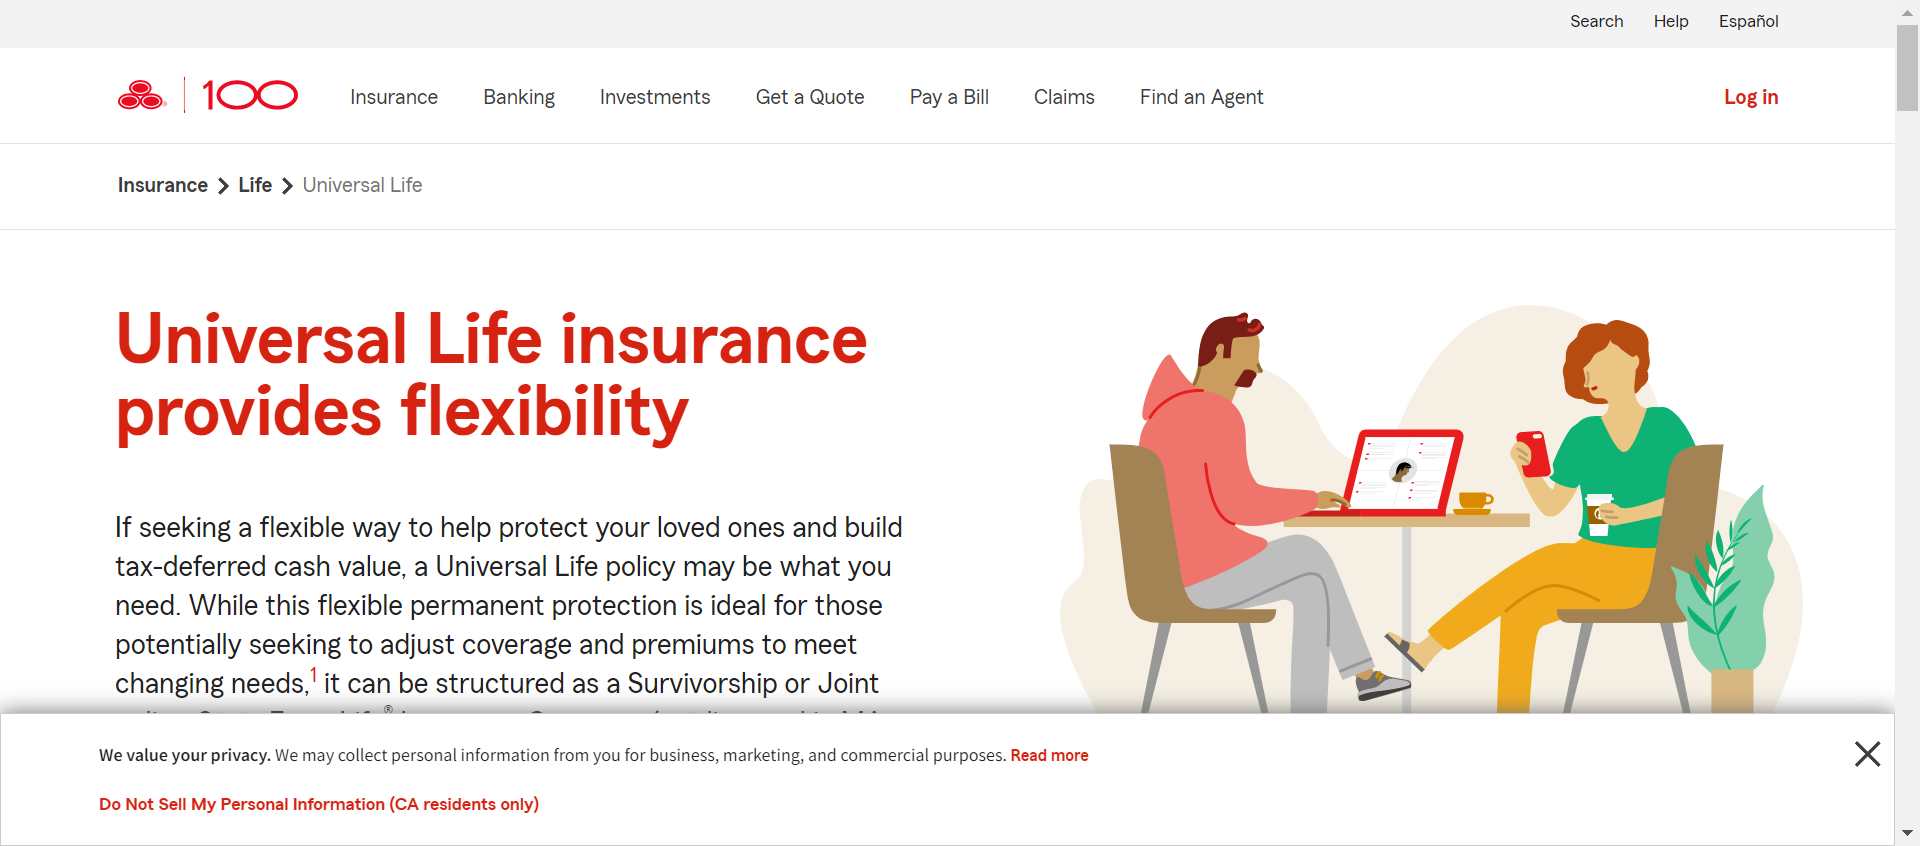 Search Help Español
100 Insurance Banking Investments Get a Quote Pay a Bill Claims Find an Agent Log in
Insurance Life Universal Life
Universal Life insurance
provides flexibility
If seeking a flexible way to help protect your loved ones and build
tax-deferred cash value, a Universal Life policy may be what you
need. While this flexible permanent protection is ideal for those
potentially seeking to adjust coverage and premiums to meet
changing needs,1 it can be structured as a Survivorship or Joint
We value your privacy. We may collect personal information from you for business, marketing, and commercial purposes. Read more
Do Not Sell My Personal Information (CA residents only)